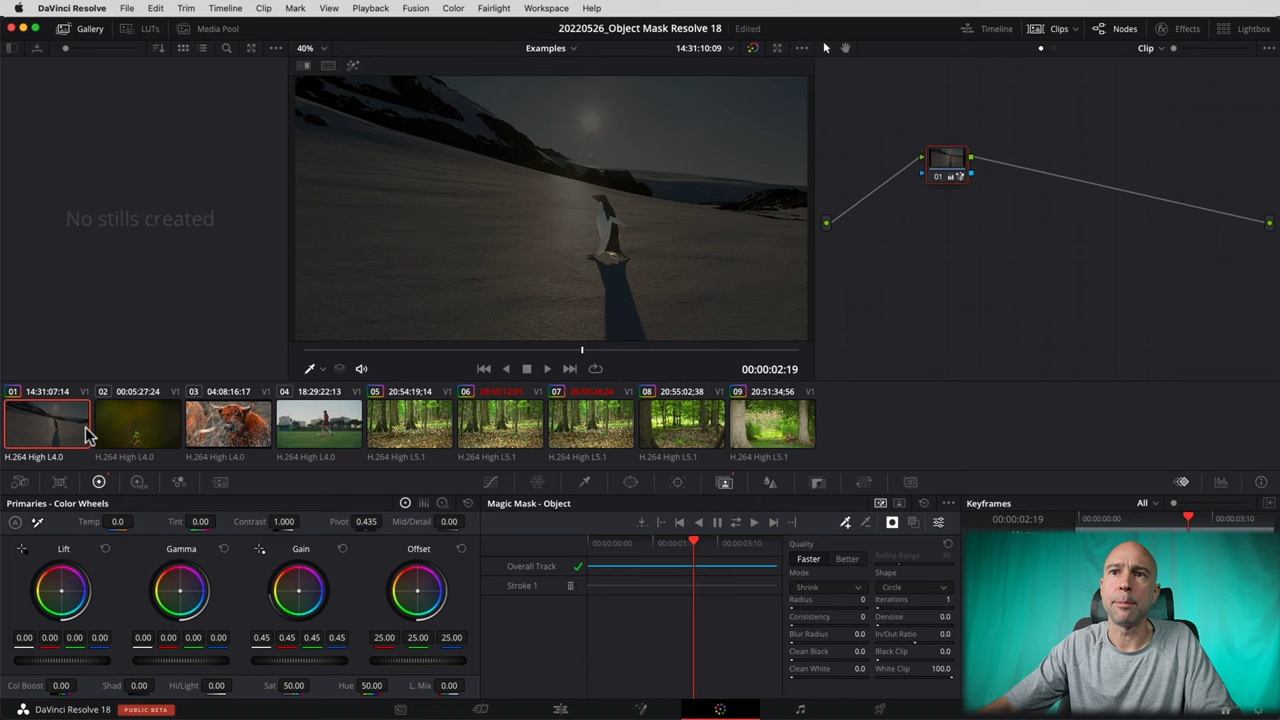 DaVinci Resolve File Edit Trim Timeline Clip Mark View Playback Fusion Color Fairlight Workspace Help
Gallery LUTs Media Pool 20220526_Object Mask Resolve 18 Edited Timeline Clips Nodes Effects Lightbox
40% Examples 14:31:10:09 Clip
No stills created
01
00:00:02:19
01 14:31:07:14 V1 02 00:05:27:24 V1 03 04:08:16:17 V1 04 18:29:22:13 V1 05 20:54:19;14 V1 06 V1 07 V1 08 20:55:02;38 V1 09 20:51:34;56 V1
H.264 High L4.0 H.264 High L4.0 H.264 High L4.0 H.264 High L4.0 H.264 High L5.1 H.264 High L5.1 H.264 High L5.1 H.264 High L5.1 H.264 High L5.1
Primaries - Color Wheels Magic Mask - Object Keyframes All
Temp 0.0 Tint 0.00 Contrast 1.000 Pivot 0.435 Mid/Detail 0.00
00:00:02:19 00:00:00:00 00:00:03:10
Lift Gamma Gain Offset
00:00:00:00 00:00:03:10
Overall Track
Stroke 1
0.00 0.00 0.00 0.00 0.00 0.00 0.00 0.00 0.45 0.45 0.45 0.45 25.00 25.00 25.00
Col Boost 0.00 Shad 0.00 Hi/Light 0.00 Sat 50.00 Hue 50.00 L. Mix 0.00
Quality
Faster Better Refine Range 30
Mode Shape
Shrink Circle
Radius 0 Iterations 1
Consistency 0 Denoise 0.0
Blur Radius 0.0 In/Out Ratio 0.0
Clean Black 0.0 Black Clip 0.0
Clean White 0.0 White Clip 100.0
DaVinci Resolve 18 PUBLIC BETA